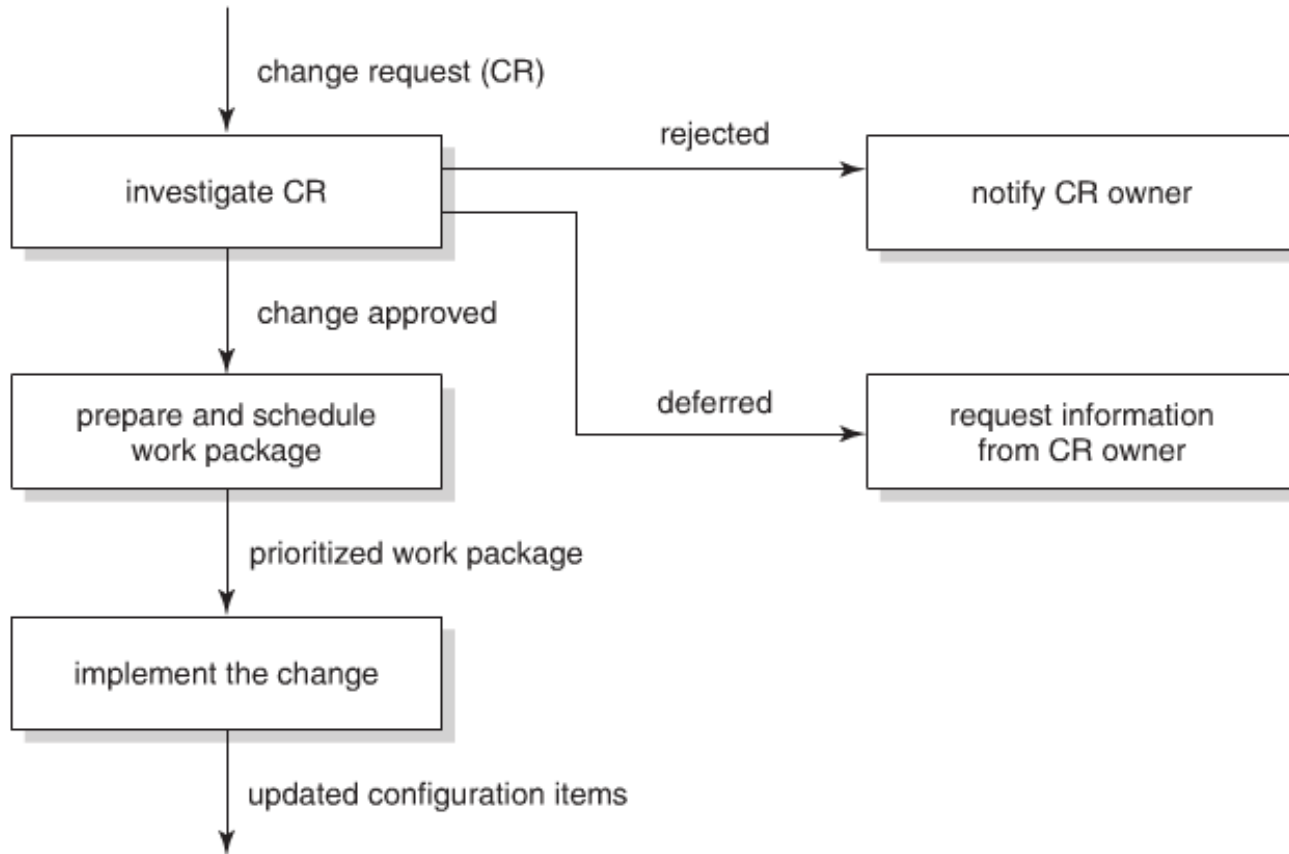 change request (CR)
rejected
investigate CR
notify CR owner
change approved
deferred
prepare and schedule
work package
request information
from CR owner
prioritized work package
implement the change
updated configuration items